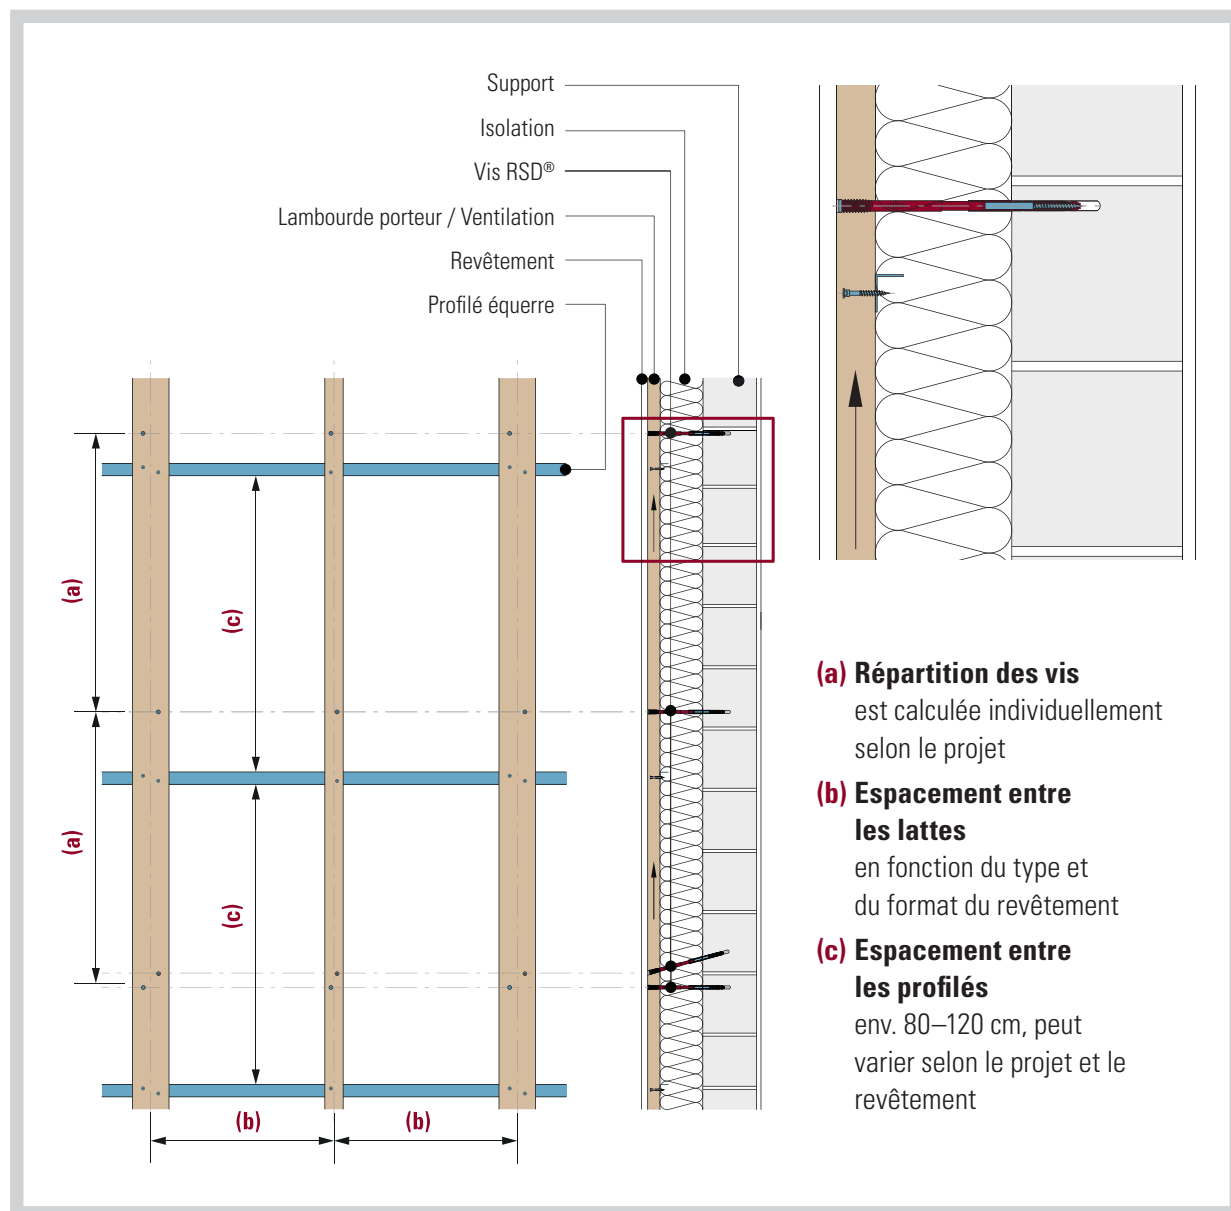 Support
Isolation
Vis RSD®
Lambourde porteur / Ventilation
Revêtement
Profilé équerre
(a)
(c)
(a)
(c)
(b)
(b)
(a) Répartition des vis
est calculée individuellement
selon le projet
(b) Espacement entre
les lattes
en fonction du type et
du format du revêtement
(c) Espacement entre
les profilés
env. 80–120 cm, peut
varier selon le projet et le
revêtement